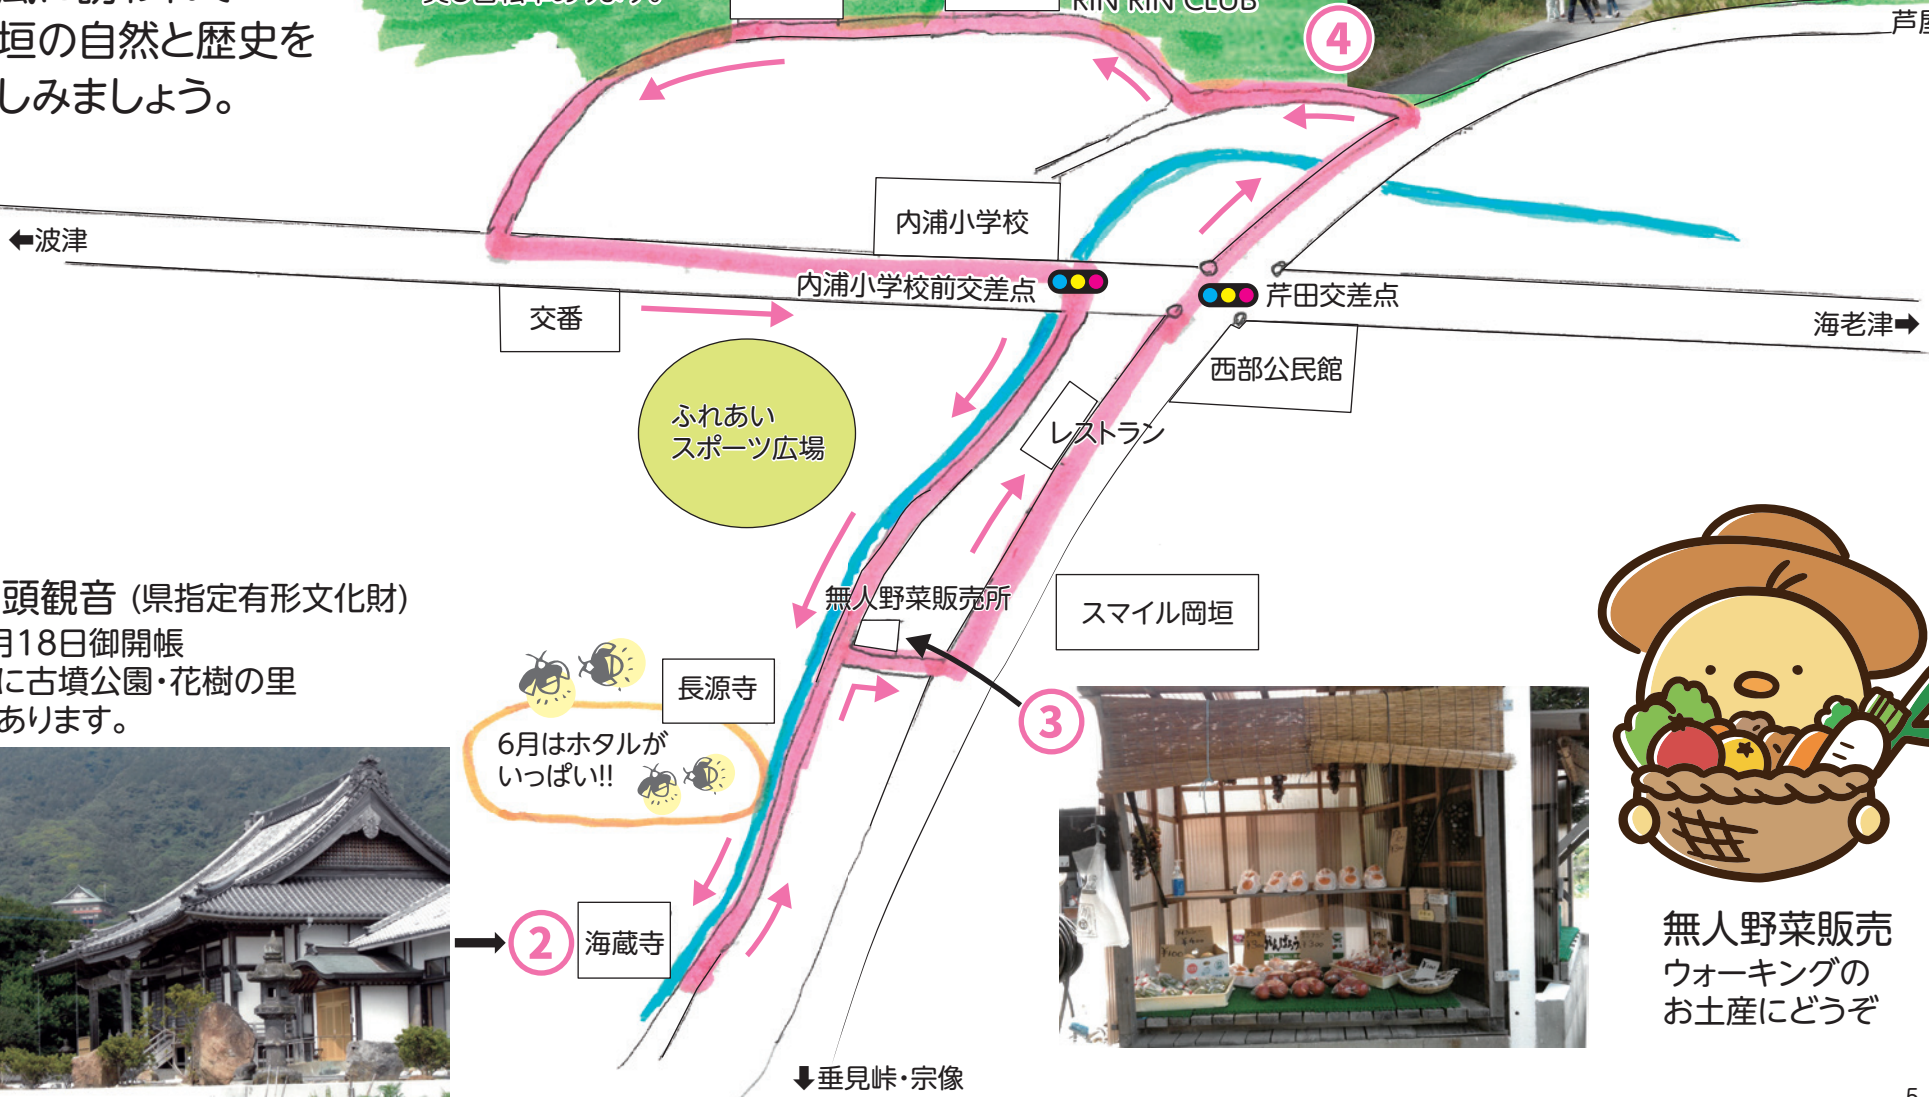 垣の自然と歴史を
しみましょう。
RIN RIN CLUB
④
芦屋
内浦小学校
←波津
内浦小学校前交差点
芹田交差点
交番
海老津→
西部公民館
ふれあい
スポーツ広場
レストラン
無人野菜販売所
スマイル岡垣
頭観音 (県指定有形文化財)
月18日御開帳
に古墳公園・花樹の里
あります。
長源寺
③
6月はホタルが
いっぱい!!
②
海蔵寺
無人野菜販売
ウォーキングの
お土産にどうぞ
↓垂見峠・宗像
5